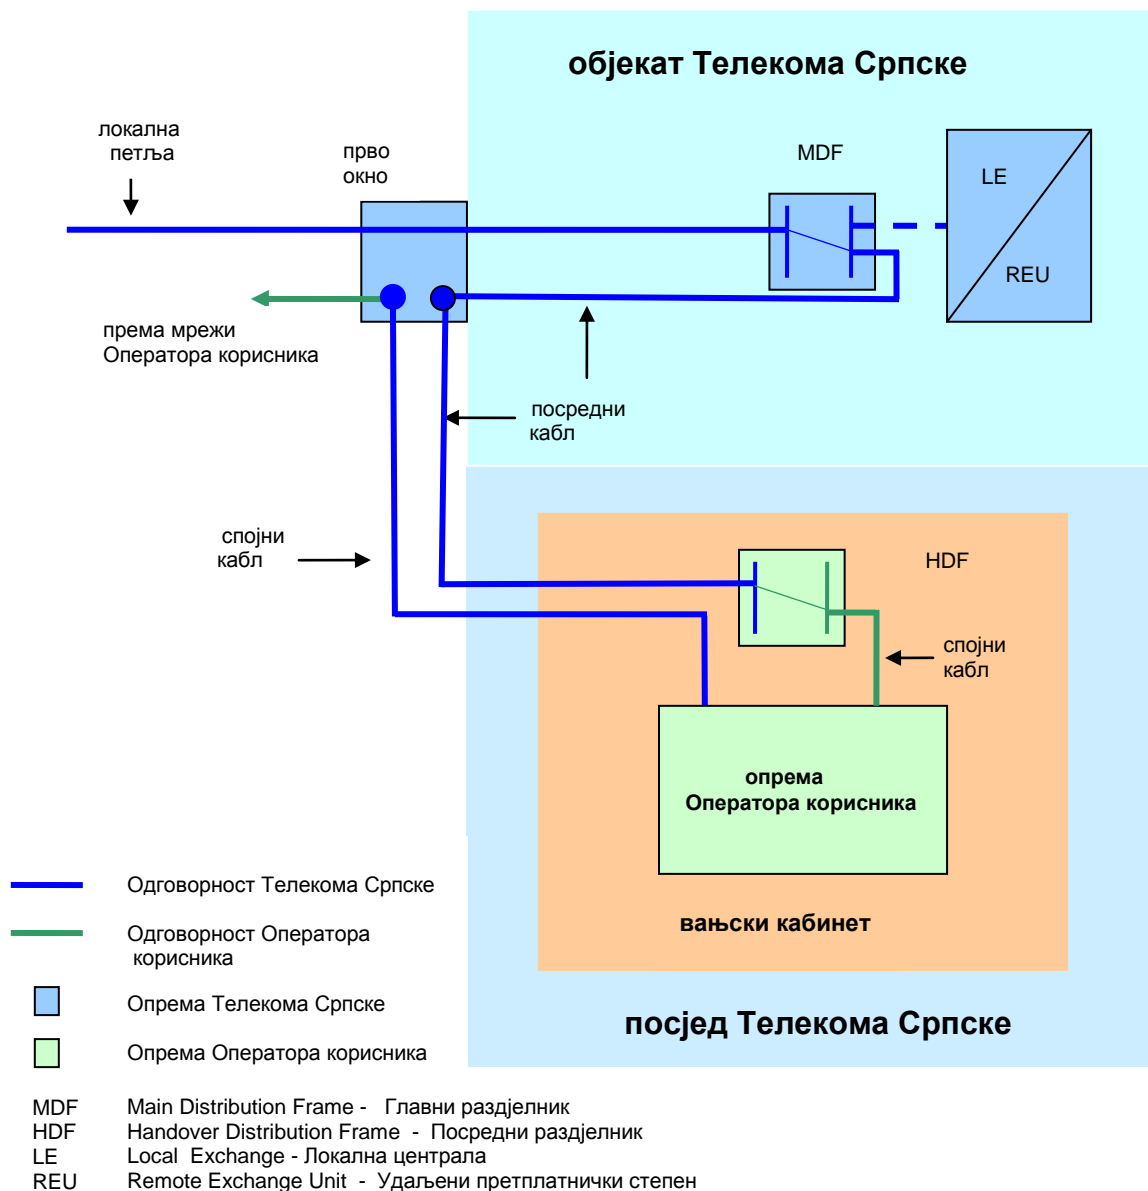 објекат Телекома Српске
локална
петља
прво
окно
MDF
LE
REU
према мрежи
Оператора корисника
посредни
кабл
спојни
кабл
HDF
спојни
кабл
опрема
Оператора корисника
вањски кабинет
посјед Телекома Српске
Одговорност Телекома Српске
Одговорност Оператора
корисника
Опрема Телекома Српске
Опрема Оператора корисника
MDF Main Distribution Frame - Главни раздјелник
HDF Handover Distribution Frame - Посредни раздјелник
LE Local Exchange - Локална централа
REU Remote Exchange Unit - Удаљени претплатнички степен